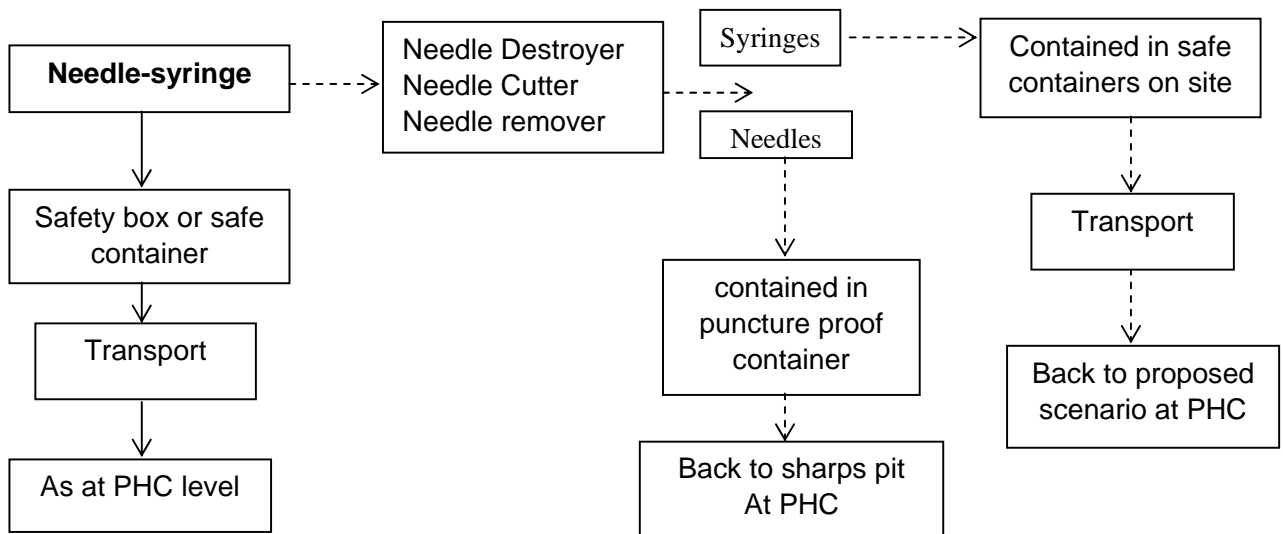 Needle-syringe
Safety box or safe
container
Transport
As at PHC level
Needle Destroyer
Needle Cutter
Needle remover
Syringes
Needles
contained in
puncture proof
container
Back to sharps pit
At PHC
Contained in safe
containers on site
Transport
Back to proposed
scenario at PHC